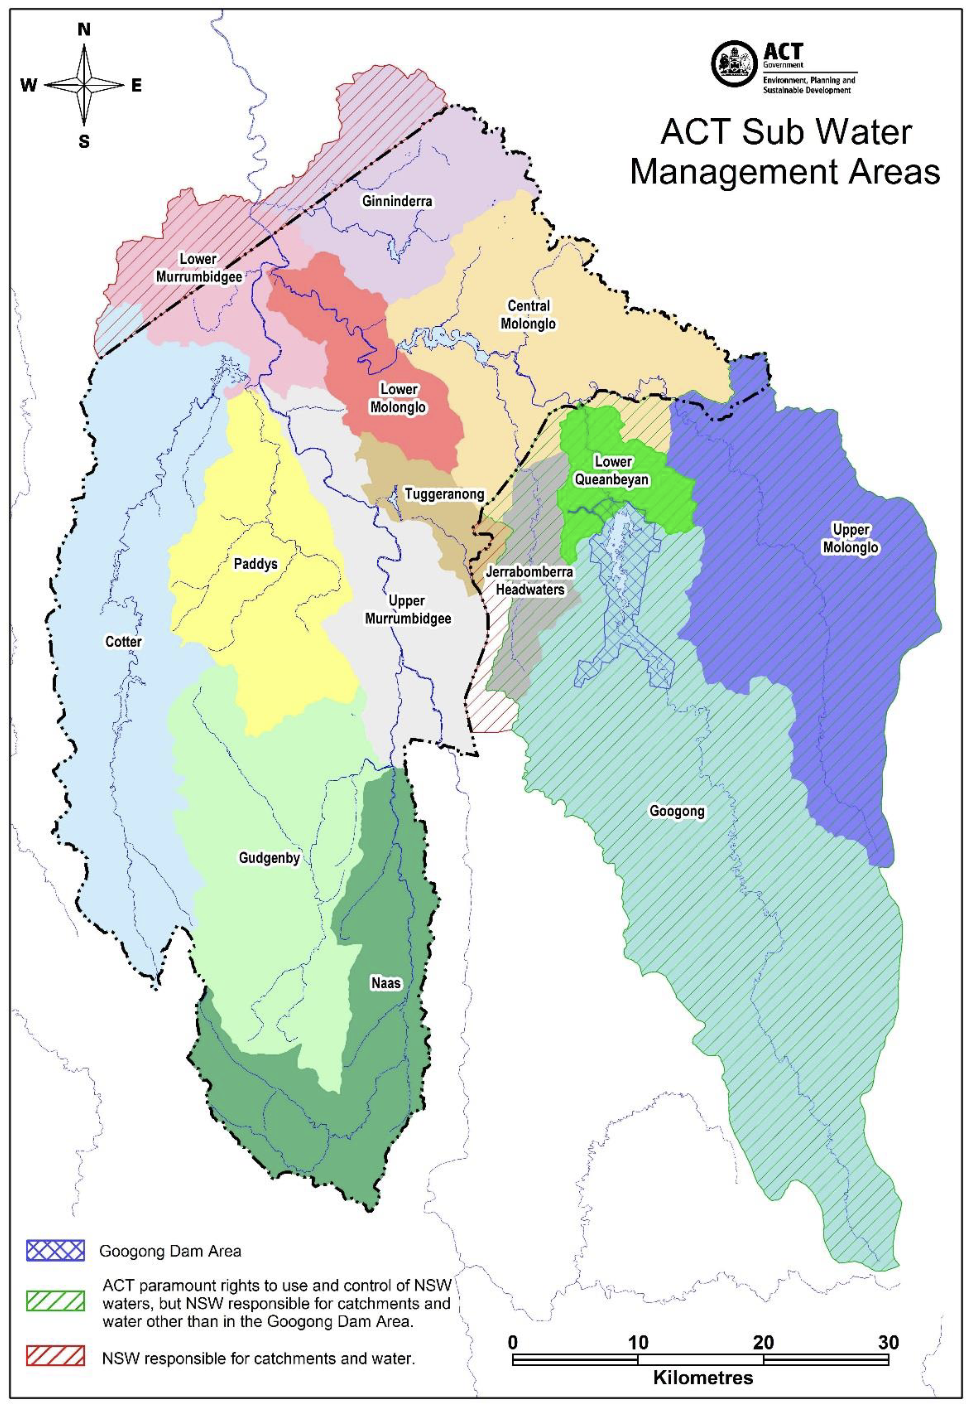 N
W E
S
ACT
Government
Environment, Planning and
Sustainable Development
ACT Sub Water
Management Areas
Ginninderra
Lower
Murrumbidgee
Central
Molonglo
Lower
Molonglo
Lower
Queanbeyan
Tuggeranong
Upper
Molonglo
Paddys
Jerrabomberra
Headwaters
Upper
Murrumbidgee
Cotter
Googong
Gudgenby
Naas
Googong Dam Area
ACT paramount rights to use and control of NSW
waters, but NSW responsible for catchments and
water other than in the Googong Dam Area.
NSW responsible for catchments and water.
0 10 20 30
Kilometres